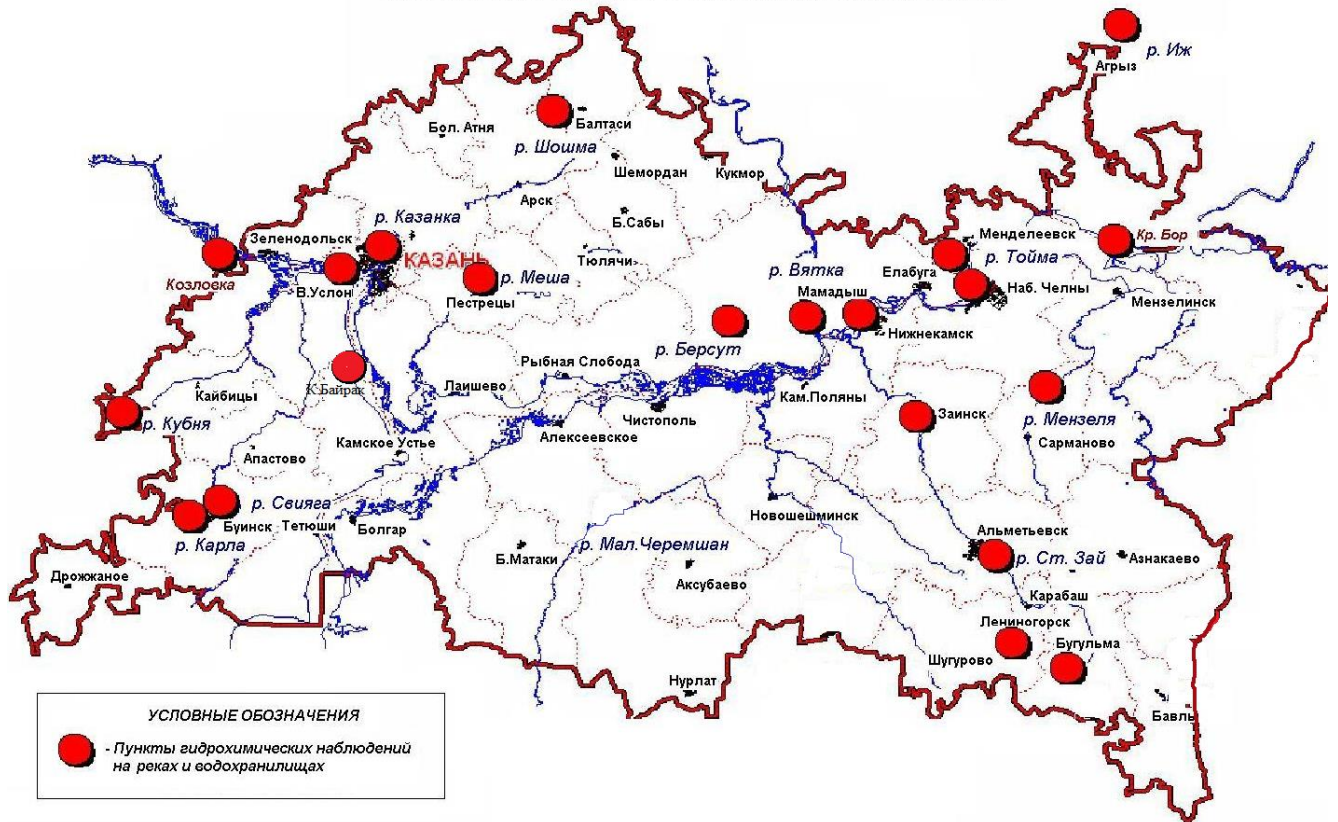 р. Иж
Агрыз
Балтаси
Бол. Атня
р. Шошма
Шемордан
Кукмор
Арск
Б.Сабы
р. Казанка
Зеленодольск
Менделеевск
Кр. Бор
КАЗАНЬ
Тюлячи
р. Тойма
р. Вятка
Елабуга
р. Меша
Козловка
В.Услон
Пестрецы
Мамадыш
Наб. Челны
Мензелинск
Нижнекамск
р. Берсут
Рыбная Слобода
К.Байрак
Кайбицы
Лаишево
Кам.Поляны
Чистополь
Заинск
р. Кубня
Алексеевское
р. Мензеля
Камское Устье
Сарманово
Апастово
р. Свияга
Буинск
Тетюши
Болгар
Новошешминск
р. Карла
Альметьевск
Б.Матаки
р. Мал.Черемшан
р. Ст. Зай
Азнакаево
Дрожжаное
Аксубаево
Карабаш
Лениногорск
Бугульма
Шугурово
Нурлат
Бавлы
УСЛОВНЫЕ ОБОЗНАЧЕНИЯ
- Пункты гидрохимических наблюдений
на реках и водохранилищах